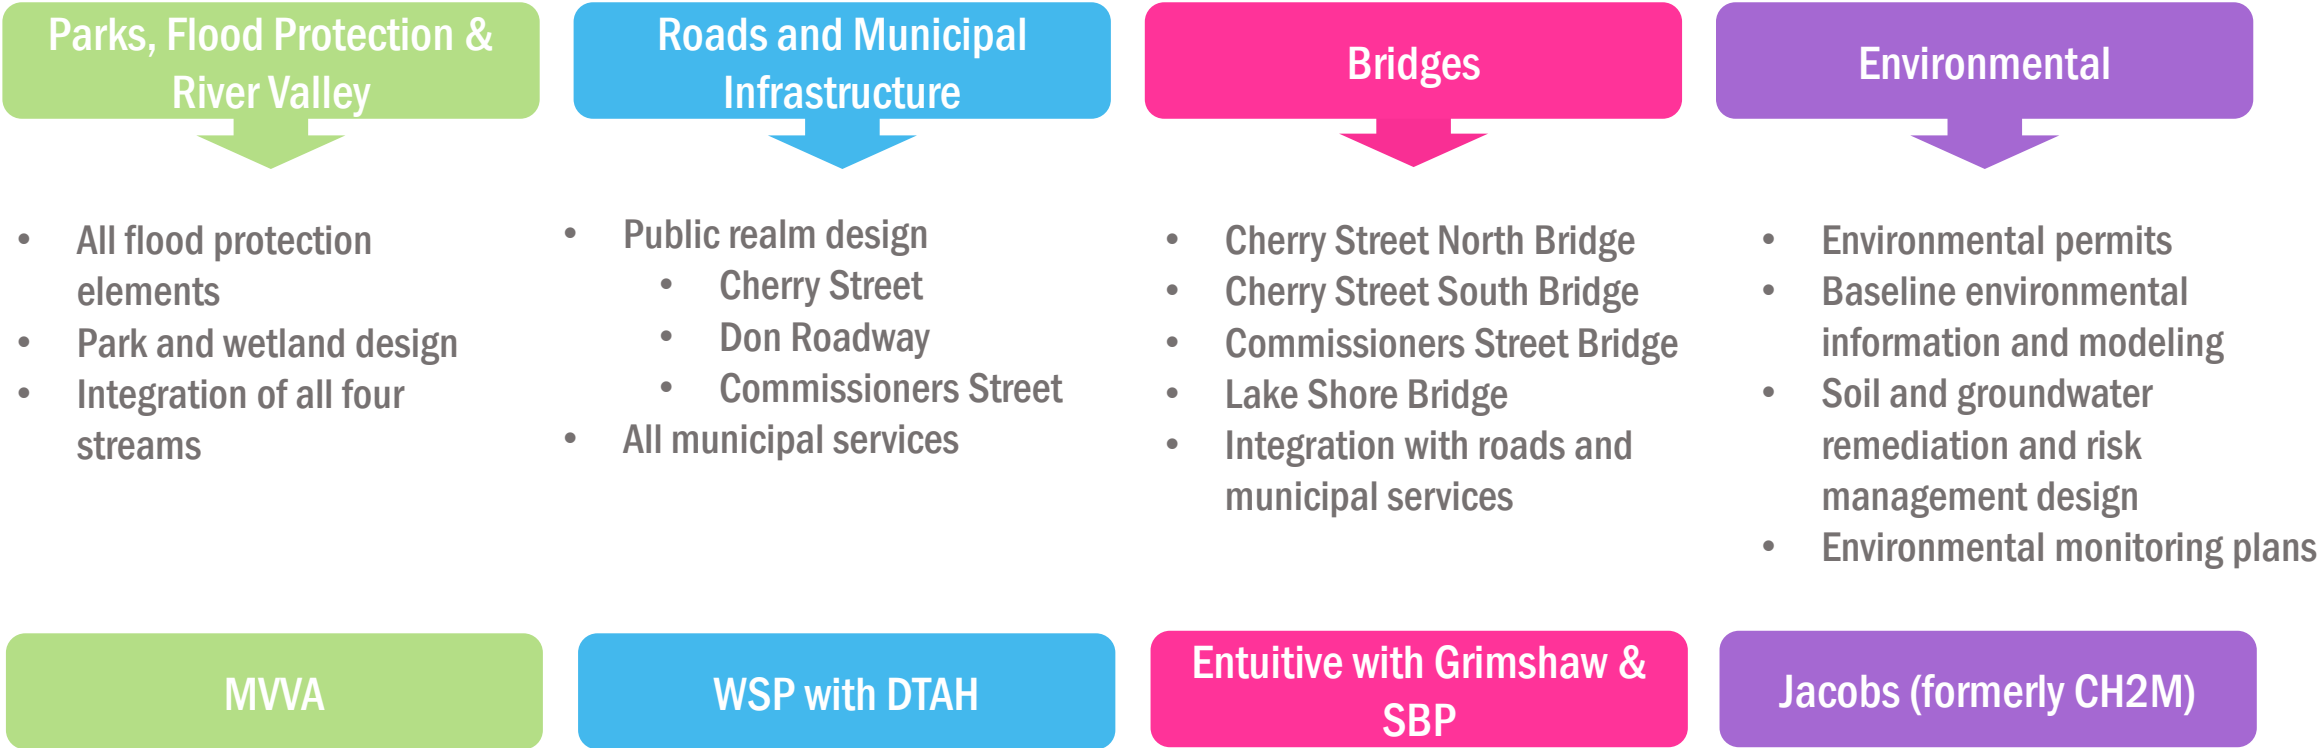 Parks, Flood Protection &
River Valley
• All flood protection
elements
• Park and wetland design
• Integration of all four
streams
MVVA
Roads and Municipal
Infrastructure
• Public realm design
• Cherry Street
• Don Roadway
• Commissioners Street
• All municipal services
WSP with DTAH
Bridges
• Cherry Street North Bridge
• Cherry Street South Bridge
• Commissioners Street Bridge
• Lake Shore Bridge
• Integration with roads and
municipal services
Entuitive with Grimshaw &
SBP
Environmental
• Environmental permits
• Baseline environmental
information and modeling
• Soil and groundwater
remediation and risk
management design
• Environmental monitoring plans
Jacobs (formerly CH2M)